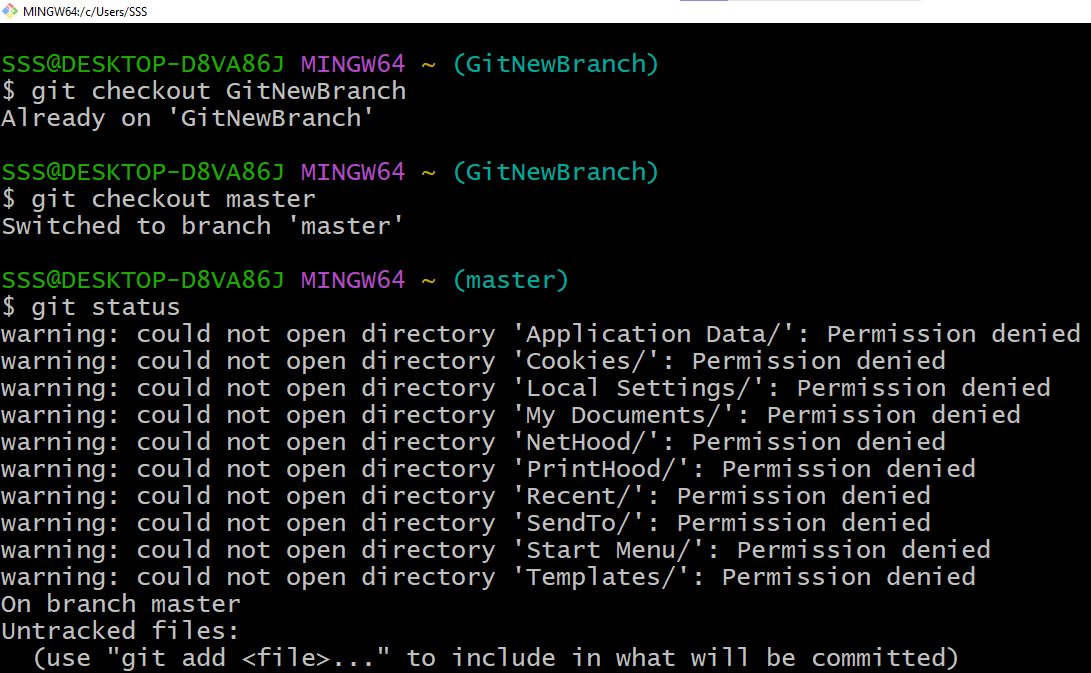 MINGW64:/c/Users/SSS
SSS@DESKTOP-D8VA86J MINGW64 ~ (GitNewBranch)
$ git checkout GitNewBranch
Already on 'GitNewBranch'
SSS@DESKTOP-D8VA86J MINGW64 ~ (GitNewBranch)
$ git checkout master
Switched to branch 'master'
SSS@DESKTOP-D8VA86J MINGW64 ~ (master)
$ git status
warning: could not open directory 'Application Data/': Permission denied
warning: could not open directory 'Cookies/': Permission denied
warning: could not open directory 'Local Settings/': Permission denied
warning: could not open directory 'My Documents/': Permission denied
warning: could not open directory 'NetHood/': Permission denied
warning: could not open directory 'PrintHood/': Permission denied
warning: could not open directory 'Recent/': Permission denied
warning: could not open directory 'SendTo/': Permission denied
warning: could not open directory 'Start Menu/': Permission denied
warning: could not open directory 'Templates/': Permission denied
On branch master
Untracked files:
  (use "git add <file>..." to include in what will be committed)